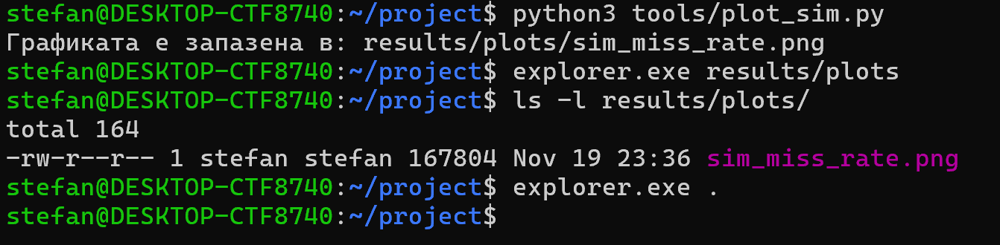 stefan@DESKTOP-CTF8740:~/project$ python3 tools/plot_sim.py
Графиката е запазена в: results/plots/sim_miss_rate.png
stefan@DESKTOP-CTF8740:~/project$ explorer.exe results/plots
stefan@DESKTOP-CTF8740:~/project$ ls -l results/plots/
total 164
-rw-r--r-- 1 stefan stefan 167804 Nov 19 23:36 sim_miss_rate.png
stefan@DESKTOP-CTF8740:~/project$ explorer.exe .
stefan@DESKTOP-CTF8740:~/project$